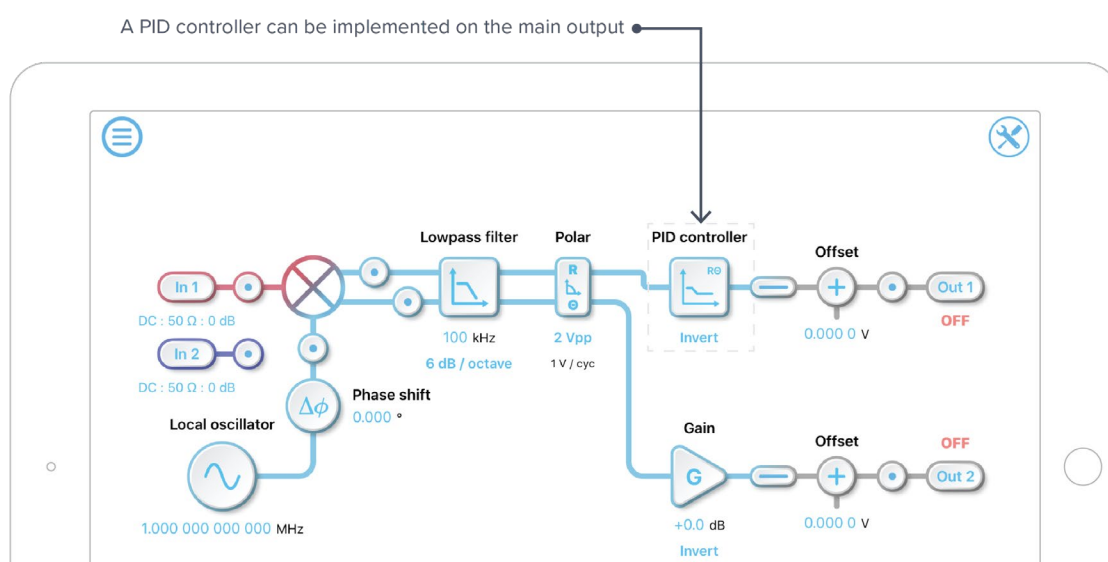 A PID controller can be implemented on the main output
Lowpass filter
Polar
PID controller
Offset
In 1
R
Θ
RΘ
Out 1
DC : 50 Ω : 0 dB
100 kHz
2 Vpp
Invert
0.000 0 V
OFF
In 2
6 dB / octave
1 V / cyc
DC : 50 Ω : 0 dB
Phase shift
Δϕ
0.000 °
Local oscillator
Gain
Offset
OFF
G
Out 2
1.000 000 000 000 MHz
+0.0 dB
0.000 0 V
Invert